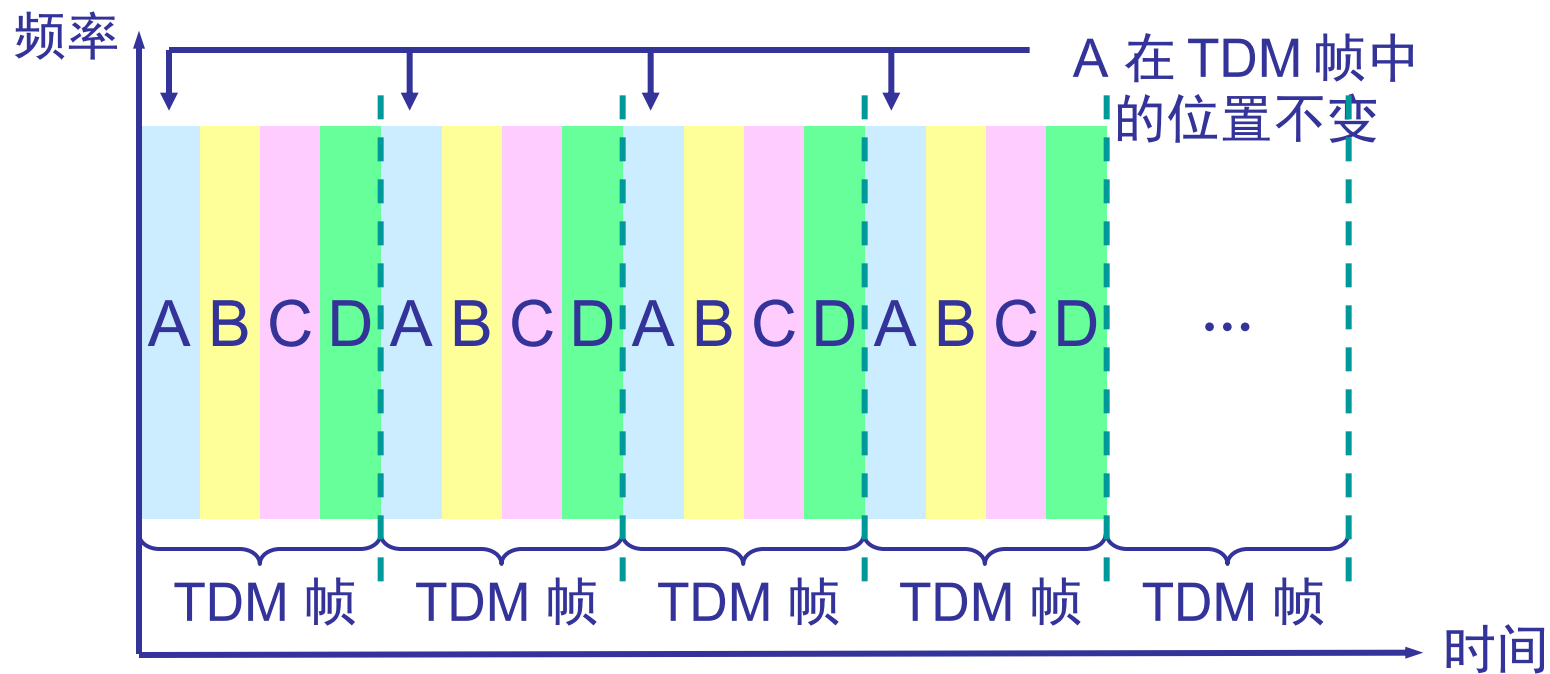 频率
A 在 TDM 帧中
的位置不变
A B C D A B C D A B C D A B C D ...
TDM 帧 TDM 帧 TDM 帧 TDM 帧 TDM 帧
时间